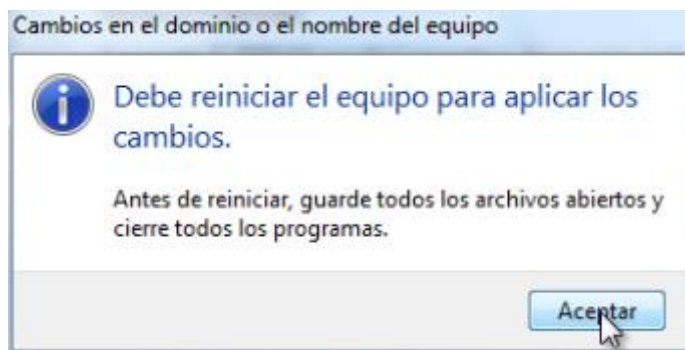 Cambios en el dominio o el nombre del equipo
Debe reiniciar el equipo para aplicar los
cambios.
Antes de reiniciar, guarde todos los archivos abiertos y
cierre todos los programas.
Aceptar